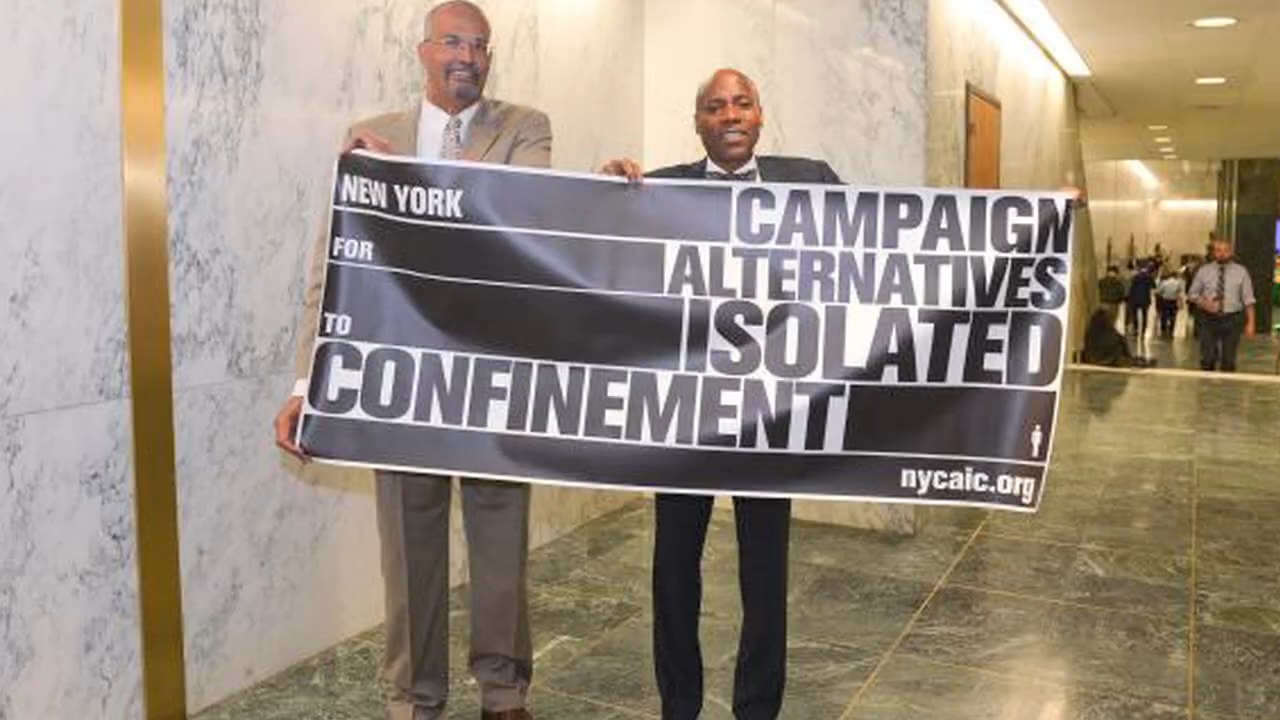 NEW YORK CAMPAIGN
FOR ALTERNATIVES
TO ISOLATED
CONFINEMENT
nycaic.org